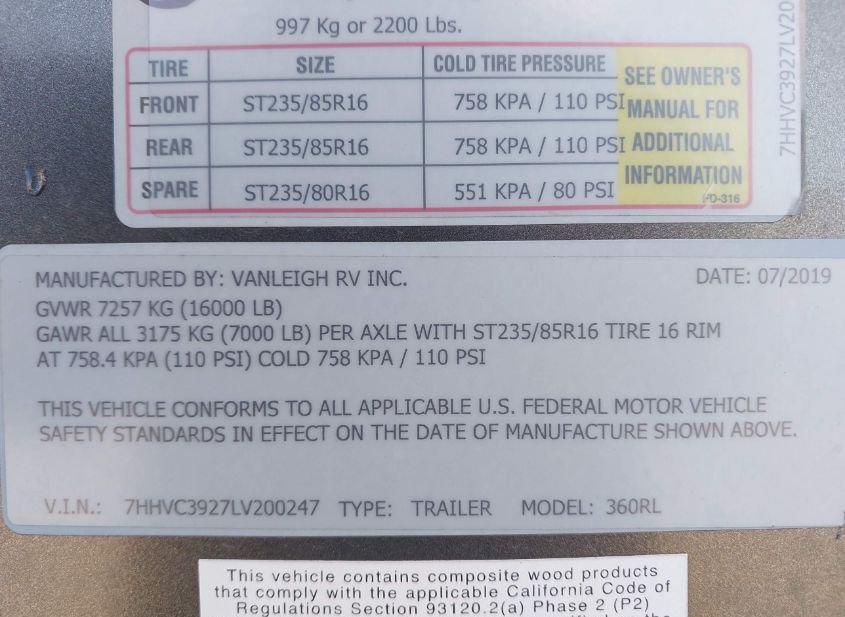 997 Kg or 2200 Lbs.
TIRE SIZE COLD TIRE PRESSURE SEE OWNER'S
FRONT ST235/85R16 758 KPA / 110 PSI MANUAL FOR
REAR ST235/85R16 758 KPA / 110 PSI ADDITIONAL
SPARE ST235/80R16 551 KPA / 80 PSI INFORMATION
-316
7HHVC3927LV20
MANUFACTURED BY: VANLEIGH RV INC. DATE: 07/2019
GVWR 7257 KG (16000 LB)
GAWR ALL 3175 KG (7000 LB) PER AXLE WITH ST235/85R16 TIRE 16 RIM
AT 758.4 KPA (110 PSI) COLD 758 KPA / 110 PSI
THIS VEHICLE CONFORMS TO ALL APPLICABLE U.S. FEDERAL MOTOR VEHICLE
SAFETY STANDARDS IN EFFECT ON THE DATE OF MANUFACTURE SHOWN ABOVE.
V.I.N.: 7HHVC3927LV200247 TYPE: TRAILER MODEL: 360RL
This vehicle contains composite wood products
that comply with the applicable California Code of
Regulations Section 93120.2(a) Phase 2 (P2)